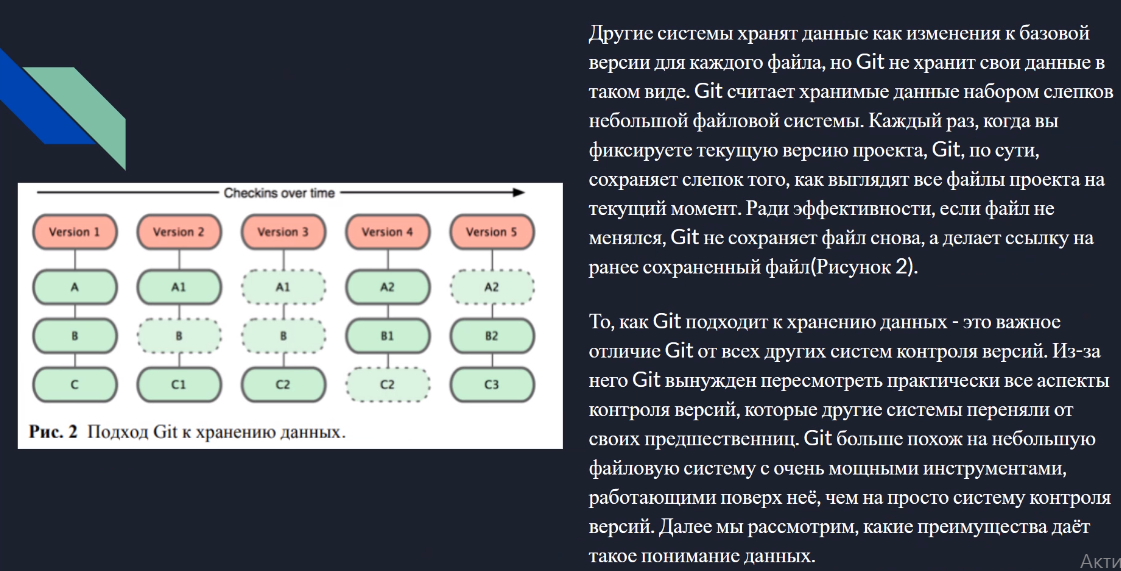 Checkins over time
Version 1 Version 2 Version 3 Version 4 Version 5
A A1 A1 A2 A2
B B B B1 B2
C C1 C2 C2 C3
Рис. 2 Подход Git к хранению данных.
Другие системы хранят данные как изменения к базовой
версии для каждого файла, но Git не хранит свои данные в
таком виде. Git считает хранимые данные набором слепков
небольшой файловой системы. Каждый раз, когда вы
фиксируете текущую версию проекта, Git, по сути,
сохраняет слепок того, как выглядят все файлы проекта на
текущий момент. Ради эффективности, если файл не
менялся, Git не сохраняет файл снова, а делает ссылку на
ранее сохраненный файл(Рисунок 2).
То, как Git подходит к хранению данных - это важное
отличие Git от всех других систем контроля версий. Из-за
него Git вынужден пересмотреть практически все аспекты
контроля версий, которые другие системы переняли от
своих предшественниц. Git больше похож на небольшую
файловую систему с очень мощными инструментами,
работающими поверх неё, чем на просто систему контроля
версий. Далее мы рассмотрим, какие преимущества даёт
такое понимание данных.
Акти